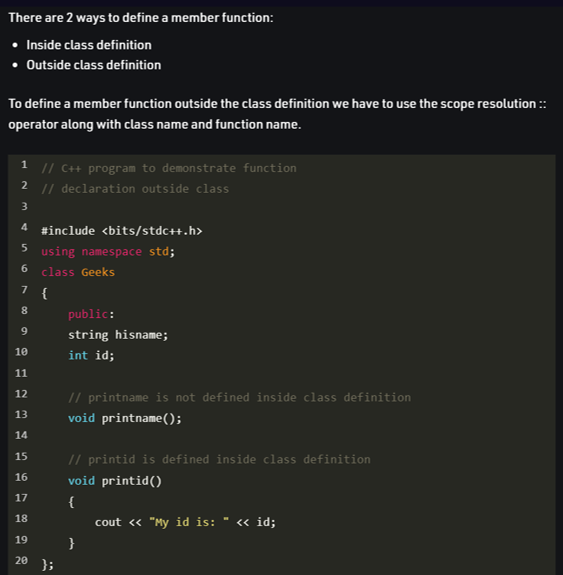 There are 2 ways to define a member function:
• Inside class definition
• Outside class definition
To define a member function outside the class definition we have to use the scope resolution ::
operator along with class name and function name.
1 // C++ program to demonstrate function
2 // declaration outside class
3
4 #include <bits/stdc++.h>
5 using namespace std;
6 class Geeks
7 {
8     public:
9     string hisname;
10     int id;
11
12     // printname is not defined inside class definition
13     void printname();
14
15     // printid is defined inside class definition
16     void printid()
17     {
18         cout << "My id is: " << id;
19     }
20 };